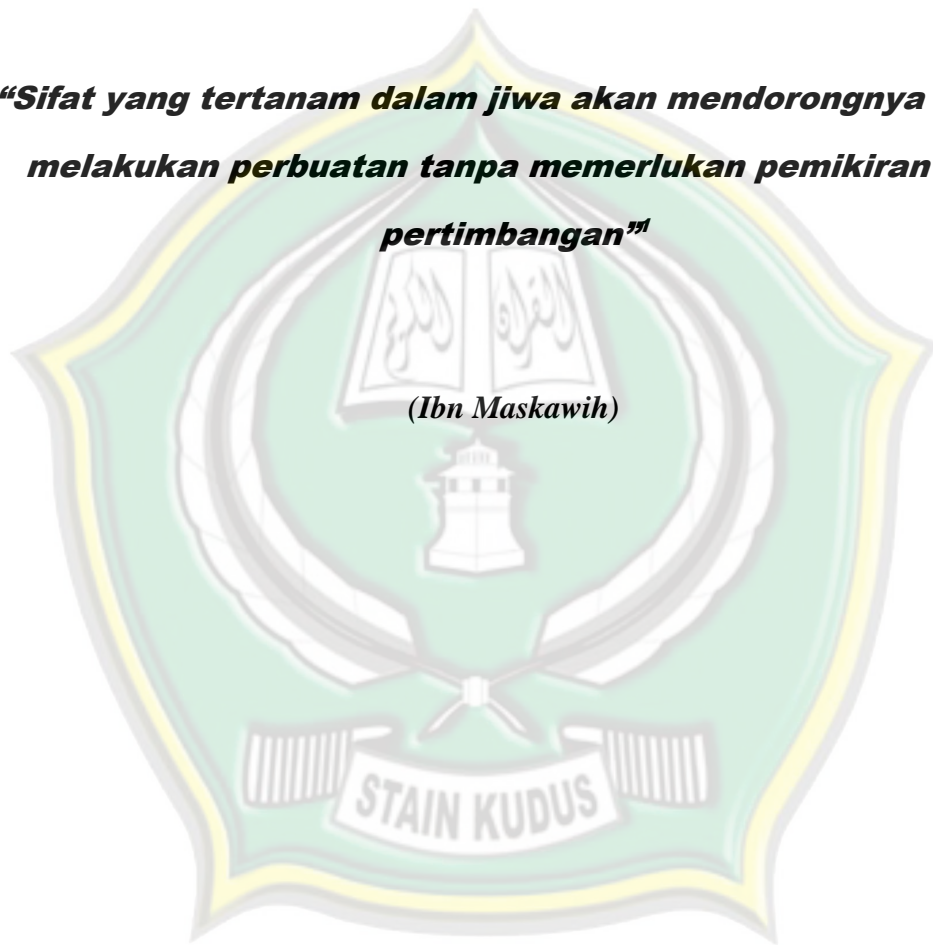 “Sifat yang tertanam dalam jiwa akan mendorongnya
melakukan perbuatan tanpa memerlukan pemikiran
pertimbangan”1
(Ibn Maskawih)
STAIN KUDUS